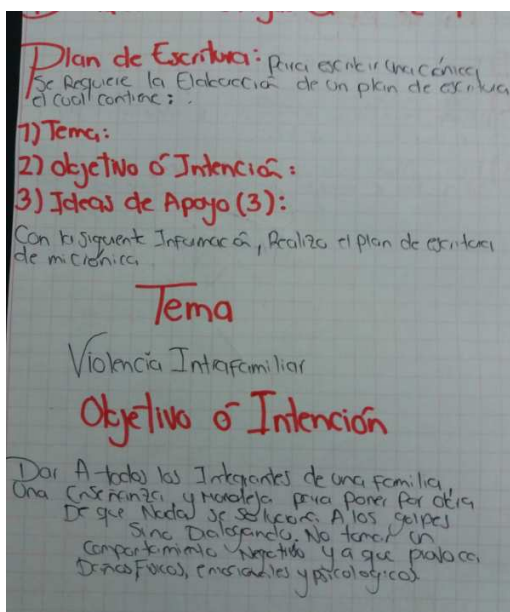 Plan de Escritura: Para escribir una crónica
se Requiere la Elaboración de un plan de escritura
el cual contiene:
1) Tema:
2) Objetivo ó Intención:
3) Ideas de Apoyo (3):
Con la siguiente Información, Realizo el plan de escritura
de mi crónica
Tema
Violencia Intrafamiliar
Objetivo ó Intención
Dar A todos los Integrantes de una familia,
Una Enseñanza, y Moraleja para poner por obra
De que Nada se soluciona A los golpes
Sino Dialogando. No tomar un
comportamiento Negativo ya que provoca
Daños Físicos, emocionales y psicologicos.